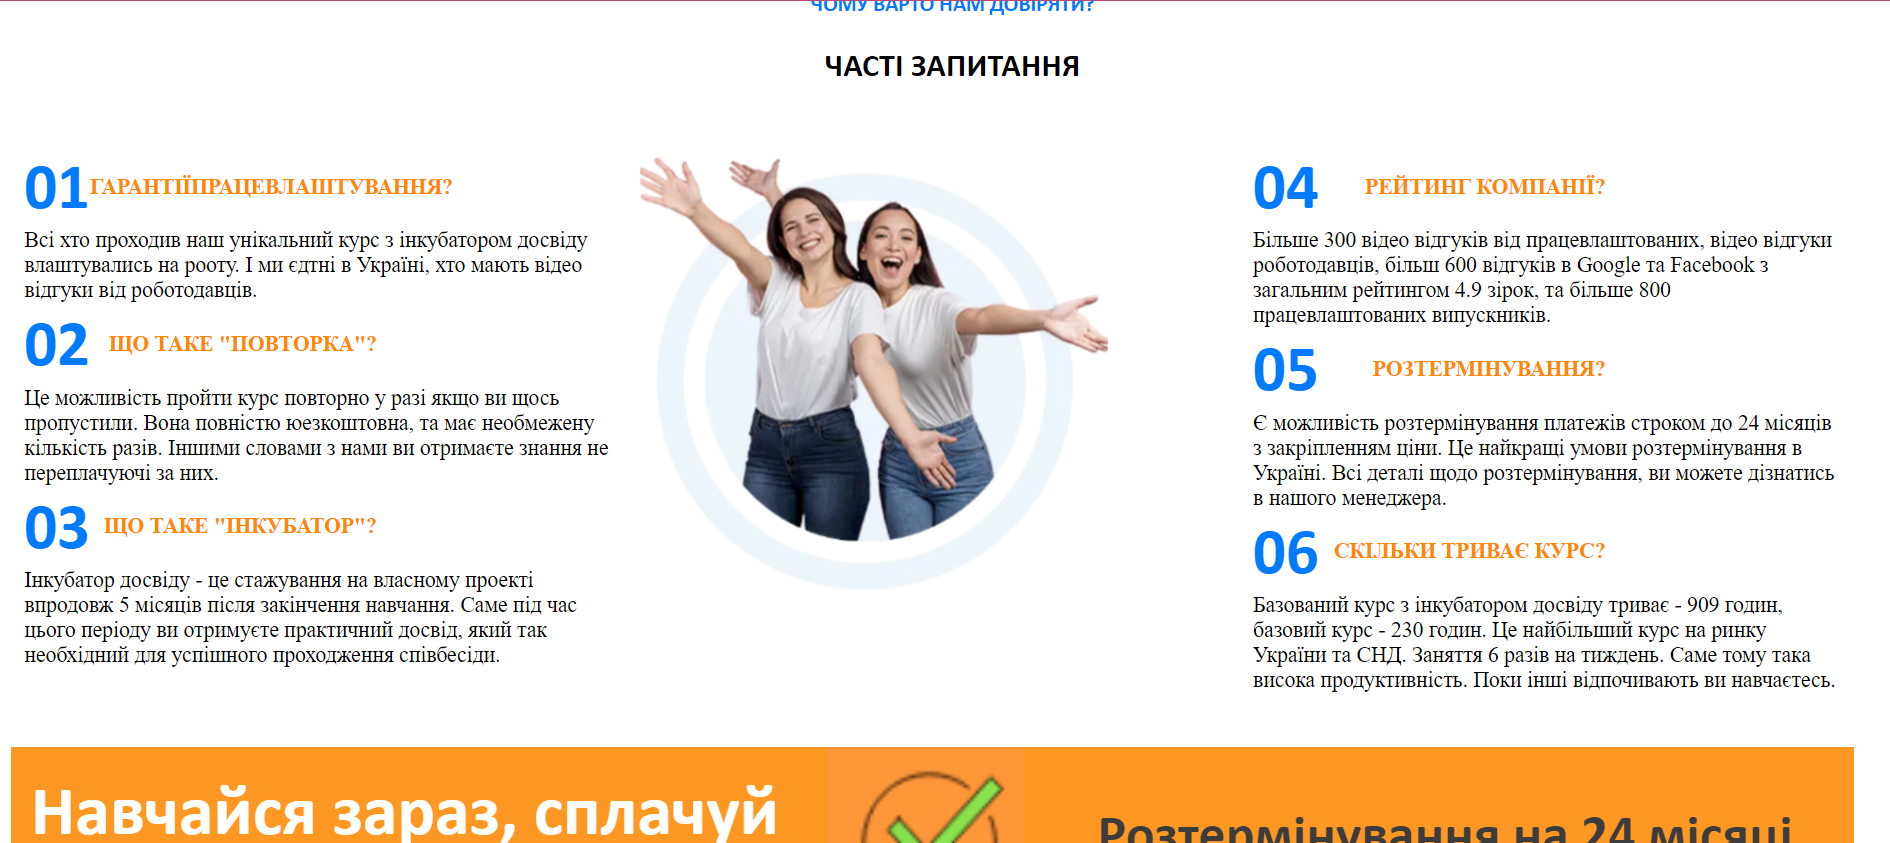 ЧОМУ ВАРТО НАМ ДОВІРЯТИ?
ЧАСТІ ЗАПИТАННЯ
01 ГАРАНТІЇПРАЦЕВЛАШТУВАННЯ?
Всі хто проходив наш унікальний курс з інкубатором досвіду
влаштувались на рооту. І ми єдтні в Україні, хто мають відео
відгуки від роботодавців.
02 ЩО ТАКЕ "ПОВТОРКА"?
Це можливість пройти курс повторно у разі якщо ви щось
пропустили. Вона повністю юезкоштовна, та має необмежену
кількість разів. Іншими словами з нами ви отримаєте знання не
переплачуючі за них.
03 ЩО ТАКЕ "ІНКУБАТОР"?
Інкубатор досвіду - це стажування на власному проекті
впродовж 5 місяців після закінчення навчання. Саме під час
цього періоду ви отримуєте практичний досвід, який так
необхідний для успішного проходження співбесіди.
04 РЕЙТИНГ КОМПАНІЇ?
Більше 300 відео відгуків від працевлаштованих, відео відгуки
роботодавців, більш 600 відгуків в Google та Facebook з
загальним рейтингом 4.9 зірок, та більше 800
працевлаштованих випускників.
05 РОЗТЕРМІНУВАННЯ?
Є можливість розтермінування платежів строком до 24 місяців
з закріпленням ціни. Це найкращі умови розтермінування в
Україні. Всі деталі щодо розтермінування, ви можете дізнатись
в нашого менеджера.
06 СКІЛЬКИ ТРИВАЄ КУРС?
Базований курс з інкубатором досвіду триває - 909 годин,
базовий курс - 230 годин. Це найбільший курс на ринку
України та СНД. Заняття 6 разів на тиждень. Саме тому така
висока продуктивність. Поки інші відпочивають ви навчаєтесь.
Навчайся зараз, сплачуй
Розтермінування на 24 місяці